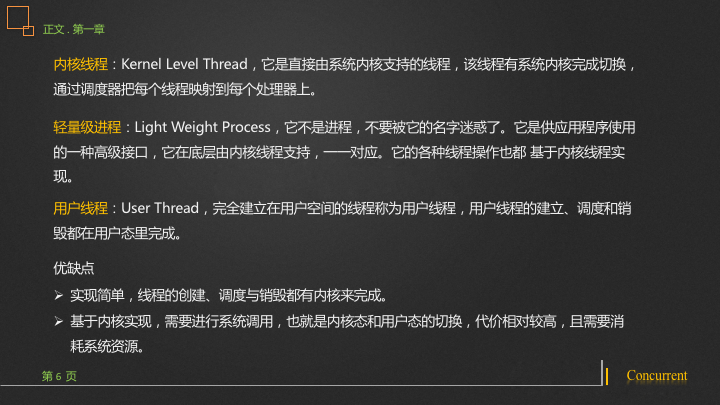 正文 . 第一章
内核线程：Kernel Level Thread，它是直接由系统内核支持的线程，该线程有系统内核完成切换，
通过调度器把每个线程映射到每个处理器上。
轻量级进程：Light Weight Process，它不是进程，不要被它的名字迷惑了。它是供应用程序使用
的一种高级接口，它在底层由内核线程支持，一一对应。它的各种线程操作也都 基于内核线程实
现。
用户线程：User Thread，完全建立在用户空间的线程称为用户线程，用户线程的建立、调度和销
毁都在用户态里完成。
优缺点
➢ 实现简单，线程的创建、调度与销毁都有内核来完成。
➢ 基于内核实现，需要进行系统调用，也就是内核态和用户态的切换，代价相对较高，且需要消
耗系统资源。
第 6 页
Concurrent